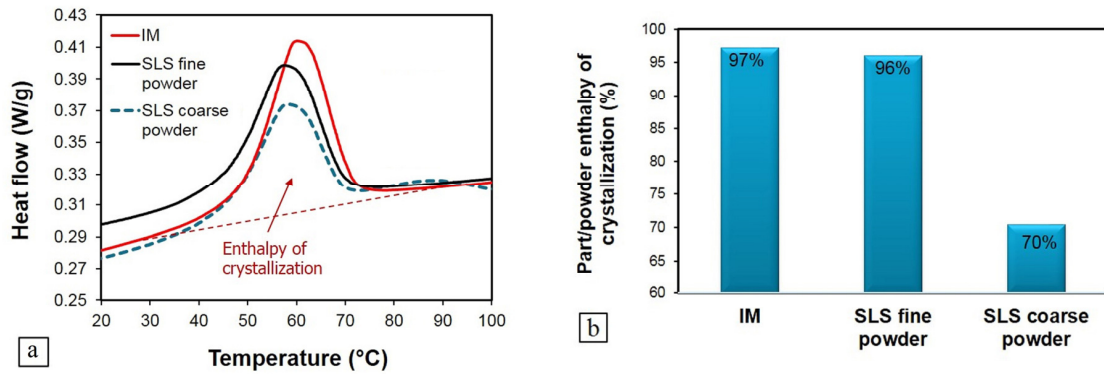 Heat flow (W/g)
0.43
0.41
0.39
0.37
0.35
0.33
0.31
0.29
0.27
0.25
IM
SLS fine
powder
SLS coarse
powder
Enthalpy of
crystallization
20 30 40 50 60 70 80 90 100
Temperature (°C)
a
Part/powder enthalpy of
crystallization (%)
100
95
90
85
80
75
70
65
60
97%
96%
70%
IM
SLS fine
powder
SLS coarse
powder
b